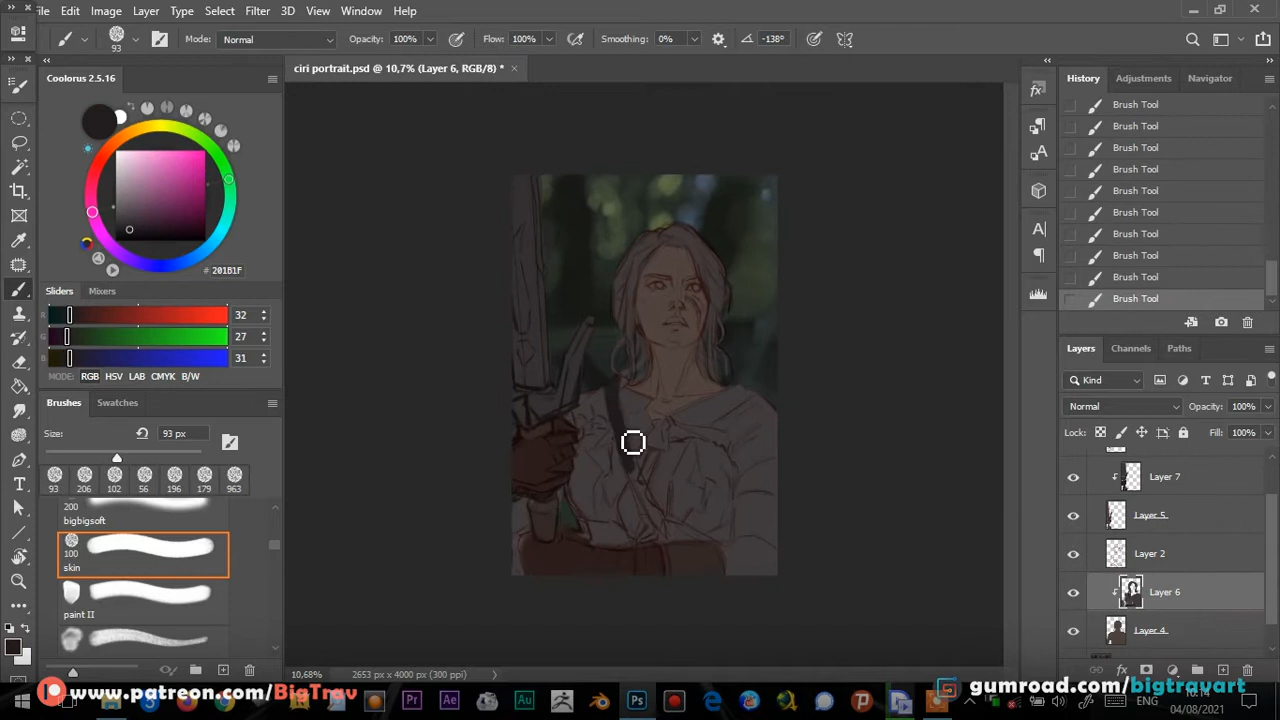 File Edit Image Layer Type Select Filter 3D View Window Help
93 Mode: Normal Opacity: 100% Flow: 100% Smoothing: 0% -138°
Coolorus 2.5.16
ciri portrait.psd @ 10,7% (Layer 6, RGB/8) *
History Adjustments Navigator
Brush Tool
Brush Tool
Brush Tool
Brush Tool
Brush Tool
Brush Tool
Brush Tool
Brush Tool
Brush Tool
Brush Tool
# 201B1F
Sliders Mixers
R 32
G 27
B 31
MODE: RGB HSV LAB CMYK B/W
Brushes Swatches
Size: 93 px
93 206 102 56 196 179 963
200
bigbigsoft
100
skin
paint II
Layers Channels Paths
Kind
Normal Opacity: 100%
Lock: Fill: 100%
Layer 7
Layer 5
Layer 2
Layer 6
Layer 4
10,68% 2653 px x 4000 px (300 ppi)
www.patreon.com/BigTrav
gumroad.com/bigtravart
ENG
04/08/2021